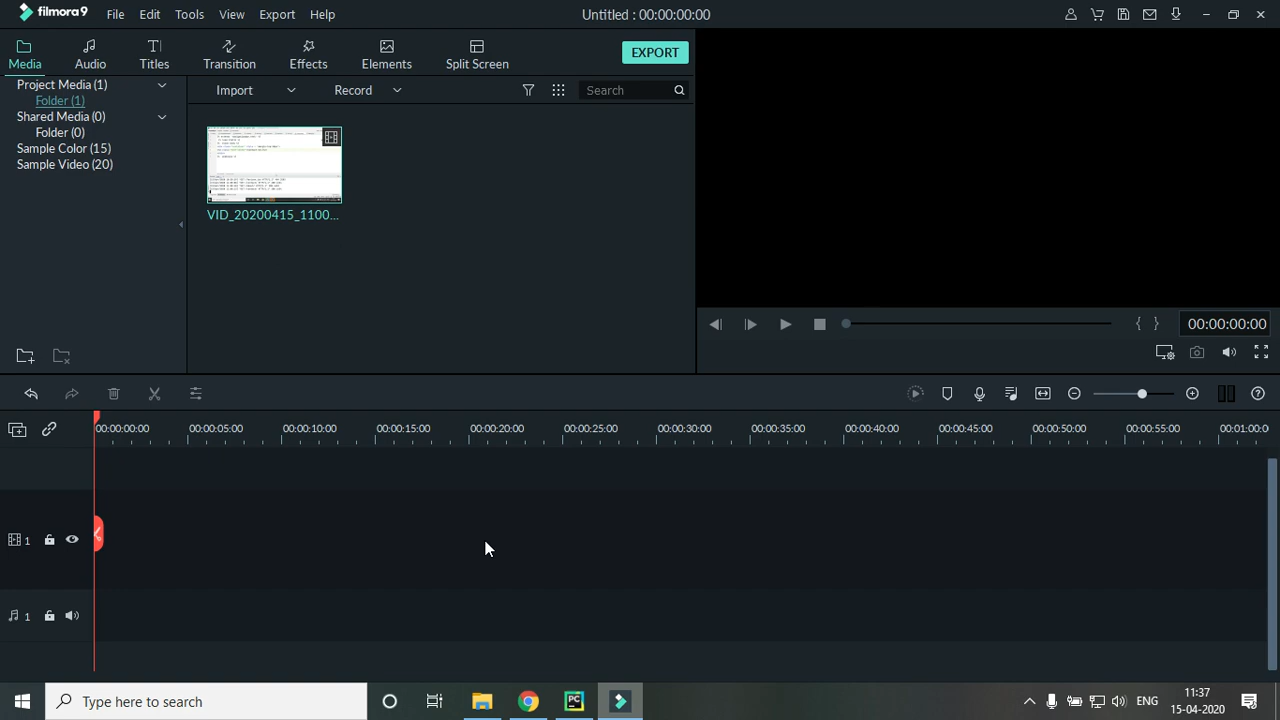 filmora9 File Edit Tools View Export Help Untitled : 00:00:00:00
Media Audio Titles Transition Effects Elements Split Screen EXPORT
Project Media (1)
Folder (1)
Shared Media (0)
Folder (0)
Sample Color (15)
Sample Video (20)
Import Record Search
VID_20200415_1100...
{ } 00:00:00:00
00:00:00:00 00:00:05:00 00:00:10:00 00:00:15:00 00:00:20:00 00:00:25:00 00:00:30:00 00:00:35:00 00:00:40:00 00:00:45:00 00:00:50:00 00:00:55:00 00:01:00:0
1
1
Type here to search
PC
ENG
11:37
15-04-2020